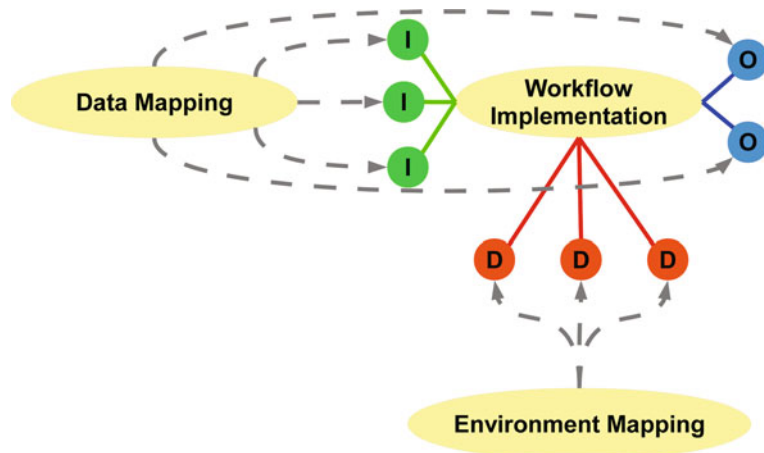 I
O
Data Mapping
I
Workflow
Implementation
O
I
D
D
D
Environment Mapping